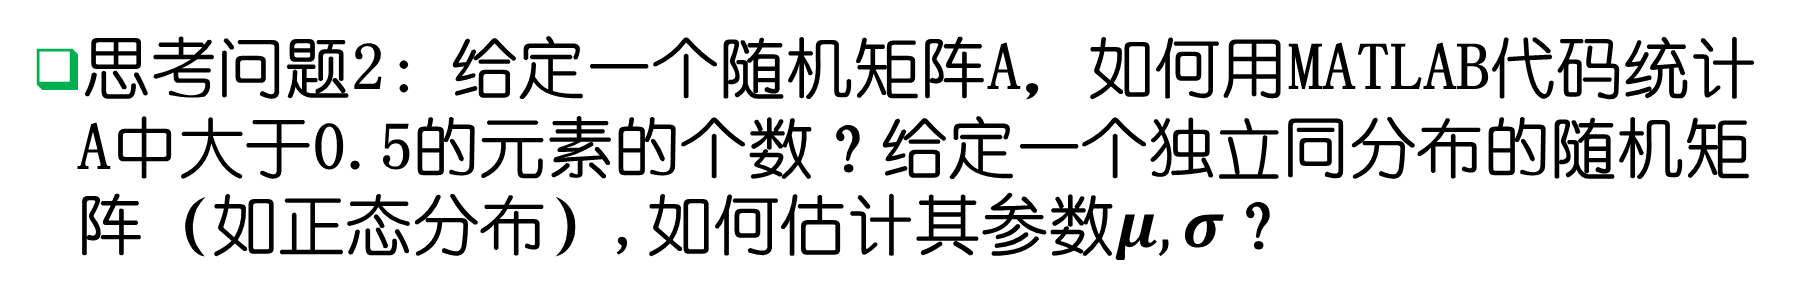 思考问题2：给定一个随机矩阵A，如何用MATLAB代码统计
A中大于0.5的元素的个数？给定一个独立同分布的随机矩
阵（如正态分布）,如何估计其参数μ,σ？